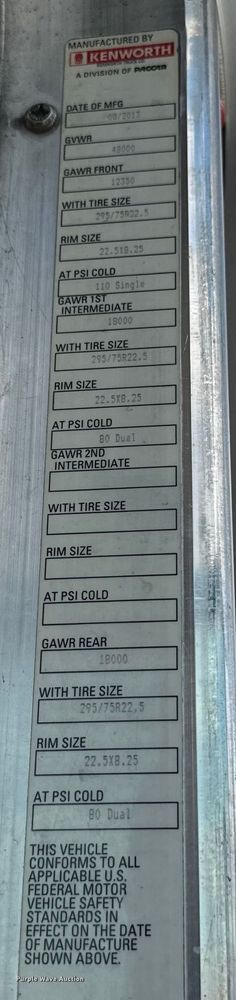 MANUFACTURED BY
KENWORTH
A DIVISION OF PACCAR
DATE OF MFG
08/2013
GVWR
48000
GAWR FRONT
12350
WITH TIRE SIZE
295/75R22.5
RIM SIZE
22.5X8.25
AT PSI COLD
110 Single
GAWR 1ST
INTERMEDIATE
18000
WITH TIRE SIZE
295/75R22.5
RIM SIZE
22.5X8.25
AT PSI COLD
80 Dual
GAWR 2ND
INTERMEDIATE
WITH TIRE SIZE
RIM SIZE
AT PSI COLD
GAWR REAR
18000
WITH TIRE SIZE
295/75R22.5
RIM SIZE
22.5X8.25
AT PSI COLD
80 Dual
THIS VEHICLE
CONFORMS TO ALL
APPLICABLE U.S.
FEDERAL MOTOR
VEHICLE SAFETY
STANDARDS IN
EFFECT ON THE DATE
OF MANUFACTURE
SHOWN ABOVE.
Purple Wave Auction